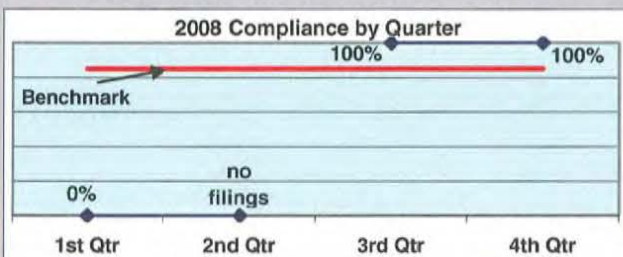 2008 Compliance by Quarter
100%
100%
Benchmark
no
0%
filings
1st Qtr 2nd Qtr 3rd Qtr 4th Qtr